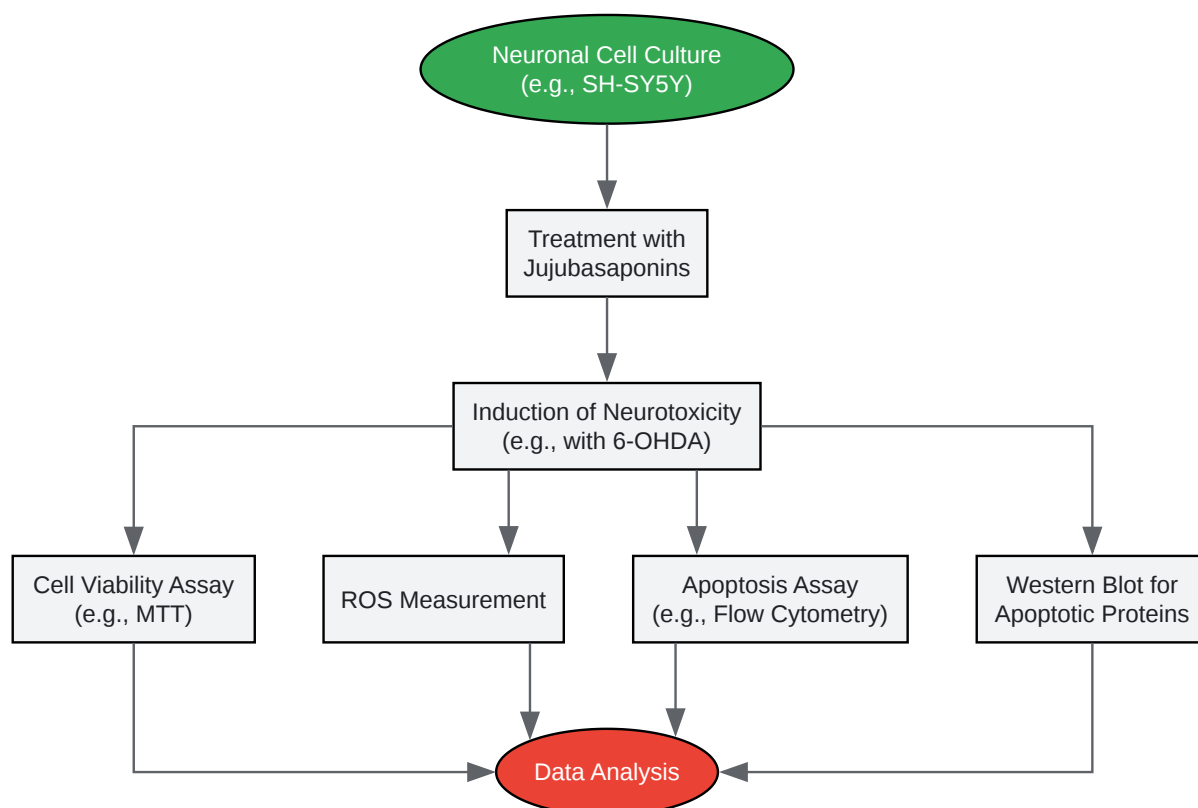 Neuronal Cell Culture
(e.g., SH-SY5Y)
Treatment with
Jujubasaponins
Induction of Neurotoxicity
(e.g., with 6-OHDA)
Cell Viability Assay
(e.g., MTT)
ROS Measurement
Apoptosis Assay
(e.g., Flow Cytometry)
Western Blot for
Apoptotic Proteins
Data Analysis